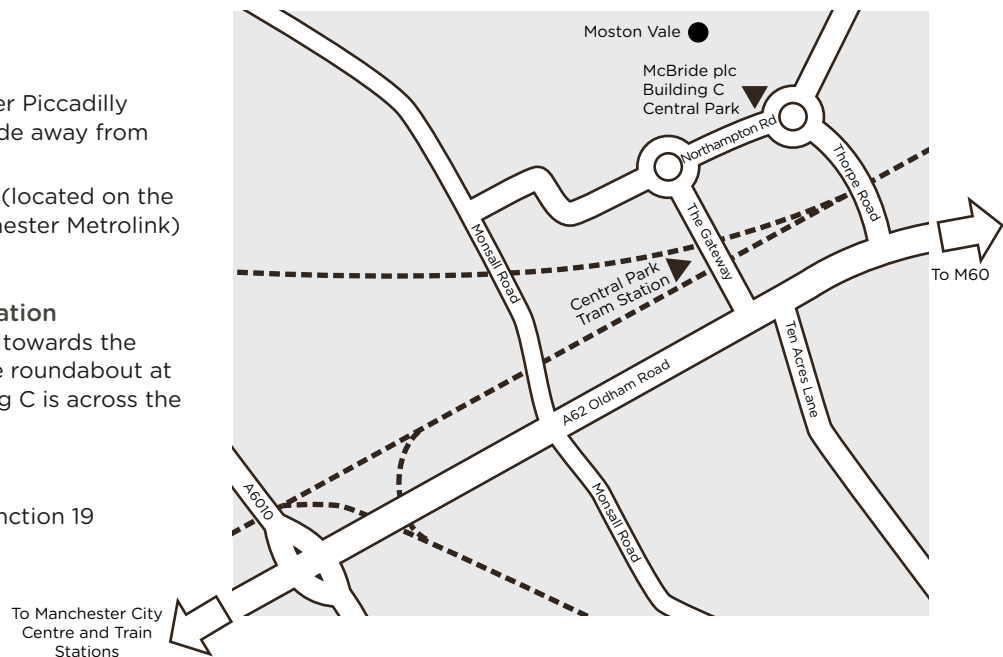 er Piccadilly
de away from
(located on the
hester Metrolink)
ation
towards the
e roundabout at
g C is across the
nction 19
Moston Vale
McBride plc
Building C
Central Park
Northampton Rd
Thorpe Road
The Gateway
Monsall Road
Central Park
Tram Station
To M60
Ten Acres Lane
A62 Oldham Road
Monsall Road
A6010
To Manchester City
Centre and Train
Stations